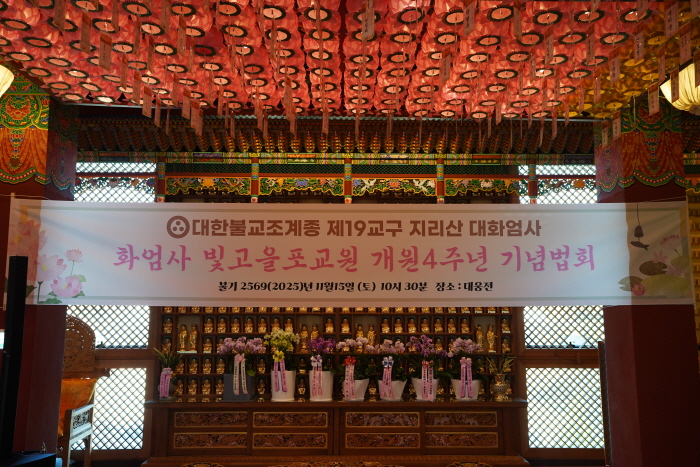 대한불교조계종 제19교구 지리산 대화엄사
화엄사 빛고을포교원 개원4주년 기념법회
불기 2569(2025)년 11월15일 (토) 10시 30분 장소 : 대웅전